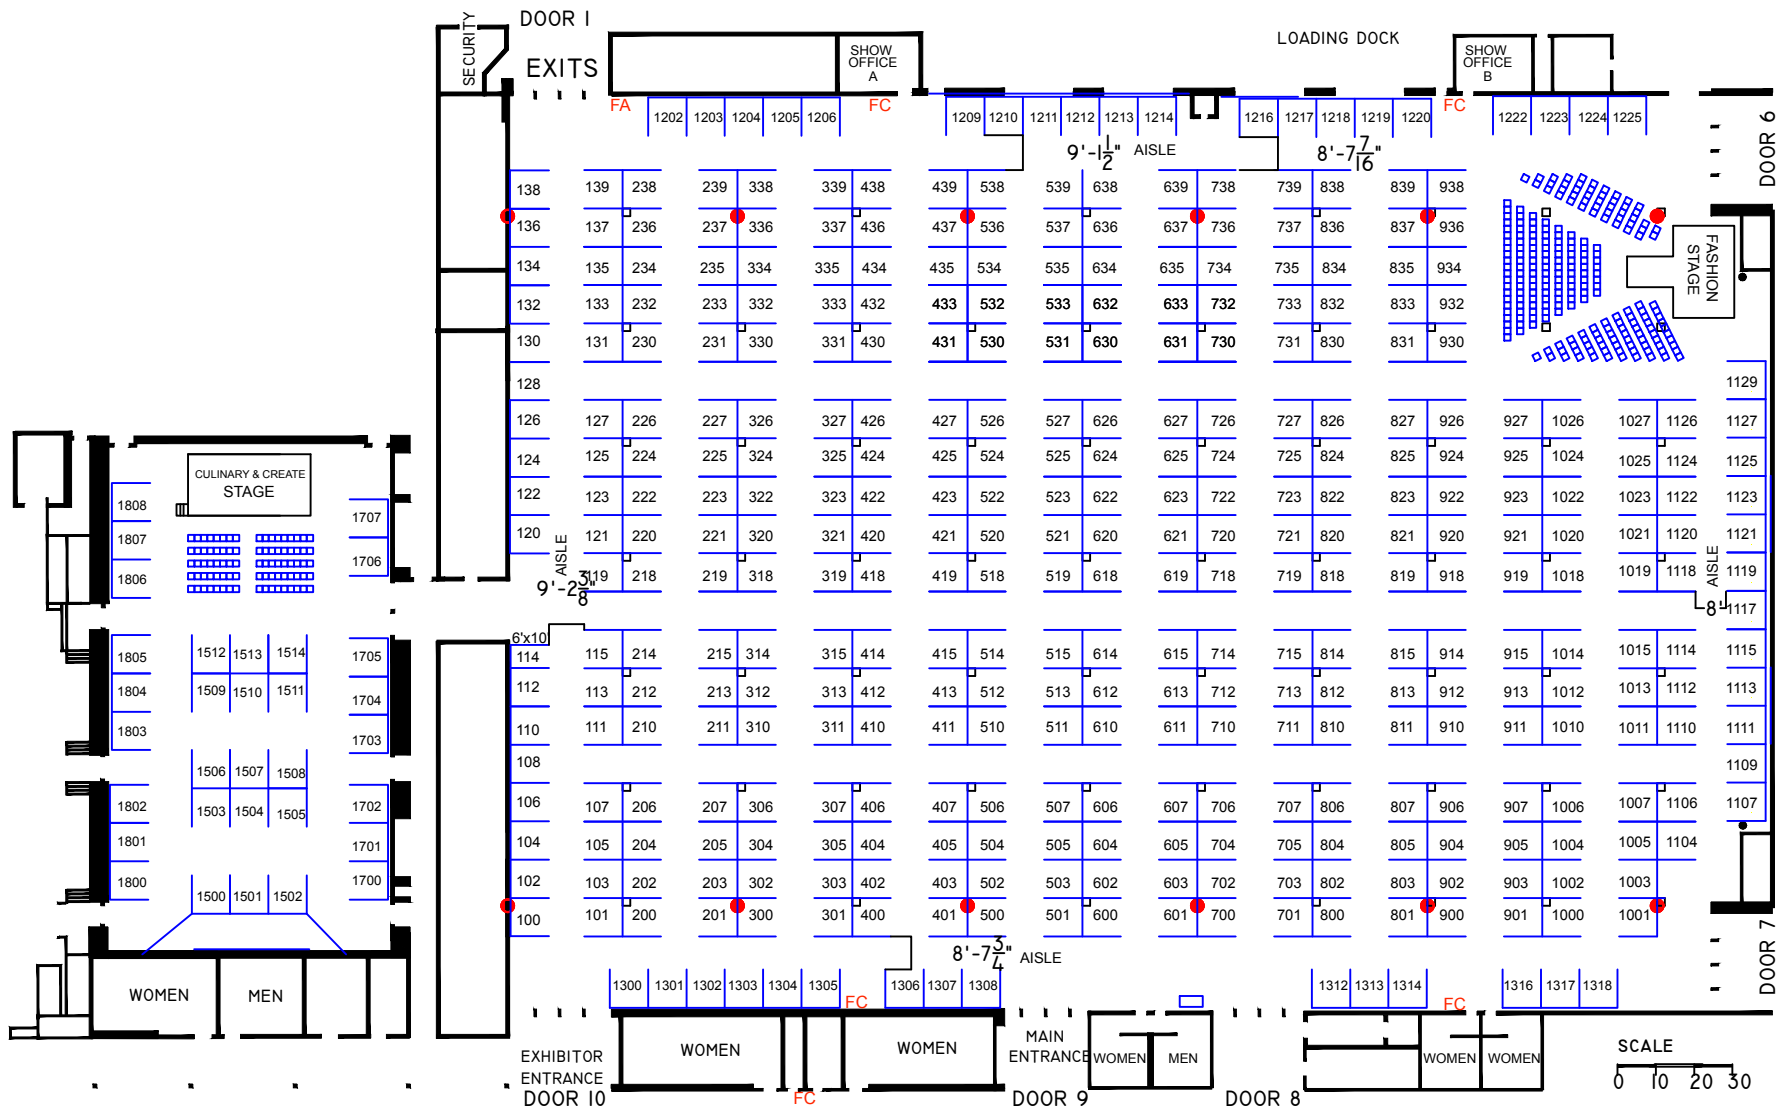 DOOR 1
SECURITY
EXITS
SHOW
OFFICE
A
LOADING DOCK
SHOW
OFFICE
B
DOOR 6
FA
FC
FC
1202 1203 1204 1205 1206
1209 1210 1211 1212 1213 1214
1216 1217 1218 1219 1220
1222 1223 1224 1225
9'-1 1/2" AISLE
8'-7 7/16"
138 139 238 239 338 339 438 439 538 539 638 639 738 739 838 839 938
136 137 236 237 336 337 436 437 536 537 636 637 736 737 836 837 936
134 135 234 235 334 335 434 435 534 535 634 635 734 735 834 835 934
132 133 232 233 332 333 432 433 532 533 632 633 732 733 832 833 932
130 131 230 231 330 331 430 431 530 531 630 631 730 731 830 831 930
FASHION
STAGE
128
1129
126 127 226 227 326 327 426 427 526 527 626 627 726 727 826 827 926 927 1026 1027 1126 1127
124 125 224 225 324 325 424 425 524 525 624 625 724 725 824 825 924 925 1024 1025 1124 1125
122 123 222 223 322 323 422 423 522 523 622 623 722 723 822 823 922 923 1022 1023 1122 1123
120 121 220 221 320 321 420 421 520 521 620 621 720 721 820 821 920 921 1020 1021 1120 1121
119 218 219 318 319 418 419 518 519 618 619 718 719 818 819 918 919 1018 1019 1118 1119
AISLE
9'-2 3/8"
AISLE
8'
1117
6'x10'
114 115 214 215 314 315 414 415 514 515 614 615 714 715 814 815 914 915 1014 1015 1114 1115
112 113 212 213 312 313 412 413 512 513 612 613 712 713 812 813 912 913 1012 1013 1112 1113
110 111 210 211 310 311 410 411 510 511 610 611 710 711 810 811 910 911 1010 1011 1110 1111
108
1109
106 107 206 207 306 307 406 407 506 507 606 607 706 707 806 807 906 907 1006 1007 1106 1107
104 105 204 205 304 305 404 405 504 505 604 605 704 705 804 805 904 905 1004 1005 1104
102 103 202 203 302 303 402 403 502 503 602 603 702 703 802 803 902 903 1002 1003
100 101 200 201 300 301 400 401 500 501 600 601 700 701 800 801 900 901 1000 1001
8'-7 3/4" AISLE
1300 1301 1302 1303 1304 1305
1306 1307 1308
1312 1313 1314
1316 1317 1318
FC
FC
DOOR 7
CULINARY & CREATE
STAGE
1808
1807
1806
1707
1706
1805 1512 1513 1514 1705
1804 1509 1510 1511 1704
1803 1703
1506 1507 1508
1802 1503 1504 1505 1702
1801 1701
1800 1500 1501 1502 1700
WOMEN
MEN
EXHIBITOR
ENTRANCE
DOOR 10
WOMEN
FC
WOMEN
MAIN
ENTRANCE
DOOR 9
WOMEN
MEN
DOOR 8
WOMEN
WOMEN
SCALE
0 10 20 30